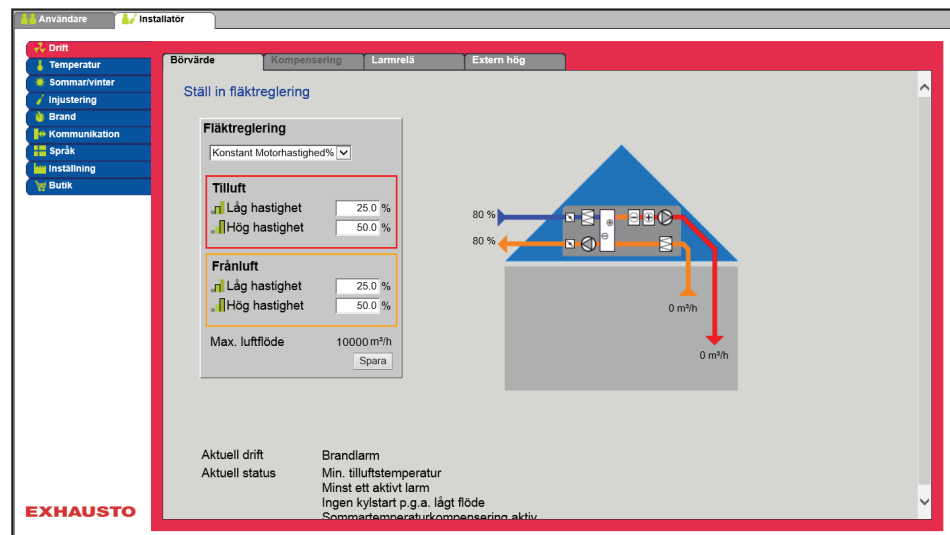 Användare
Installatör
Drift
Temperatur
Sommar/vinter
Injustering
Brand
Kommunikation
Språk
Inställning
Butik
Börvärde
Kompensering
Larmrelä
Extern hög
Ställ in fläktreglering
Fläktreglering
Konstant Motorhastighed%
Tilluft
Låg hastighet 25.0 %
Hög hastighet 50.0 %
Frånluft
Låg hastighet 25.0 %
Hög hastighet 50.0 %
Max. luftflöde 10000 m³/h
Spara
80 %
80 %
0 m³/h
0 m³/h
Aktuell drift Brandlarm
Aktuell status Min. tilluftstemperatur
Minst ett aktivt larm
Ingen kylstart p.g.a. lågt flöde
Sommartemperaturkompensering aktiv
EXHAUSTO